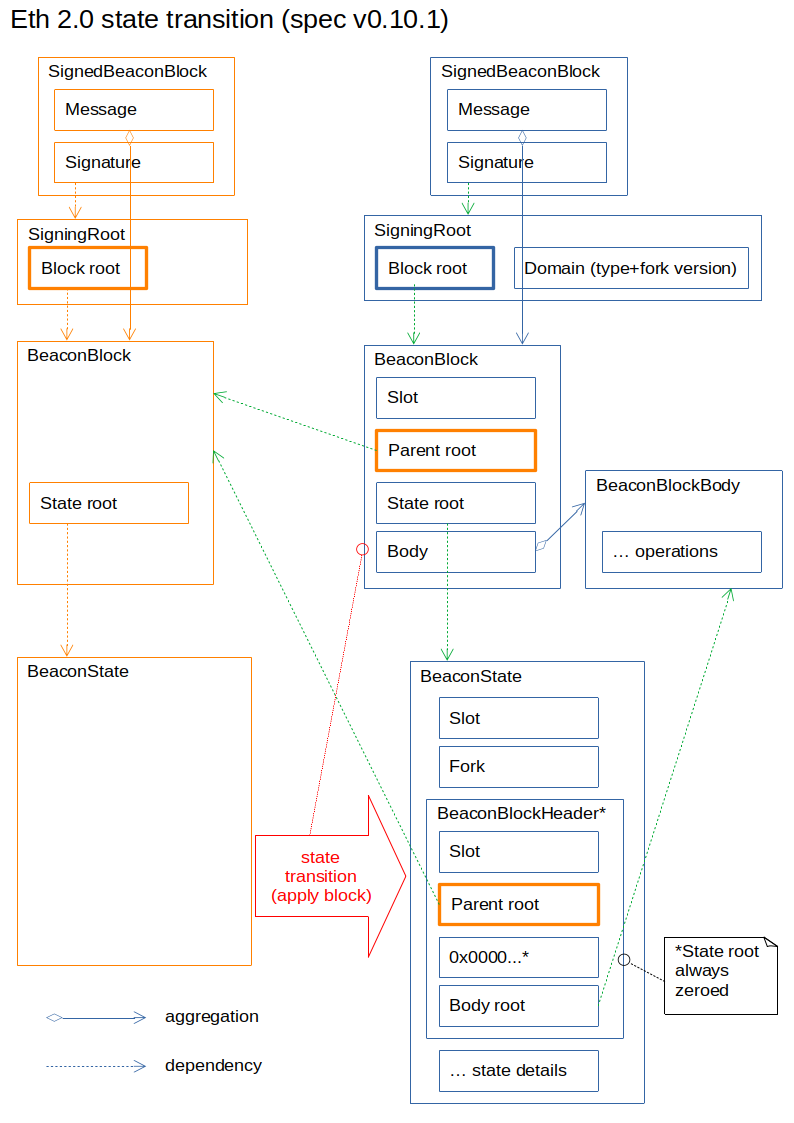 Eth 2.0 state transition (spec v0.10.1)
SignedBeaconBlock
Message
Signature
SigningRoot
Block root
BeaconBlock
State root
BeaconState
SignedBeaconBlock
Message
Signature
SigningRoot
Block root
Domain (type+fork version)
BeaconBlock
Slot
Parent root
State root
Body
BeaconBlockBody
... operations
BeaconState
Slot
Fork
BeaconBlockHeader*
Slot
Parent root
0x0000...*
Body root
... state details
state
transition
(apply block)
*State root
always
zeroed
aggregation
dependency